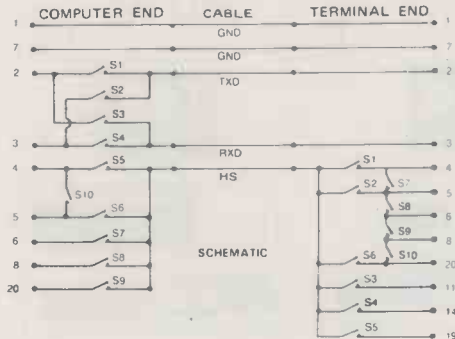 COMPUTER END CABLE TERMINAL END
1 GND 1
7 GND 7
2 S1 TXD 2
S2
S3
3 S4 RXD 3
4 S5 HS S1 4
S10 S2 S7 5
5 S6 S8 6
6 S7 S9 8
8 S8 SCHEMATIC S6 S10 20
20 S9 S3 11
S4 14
S5 19